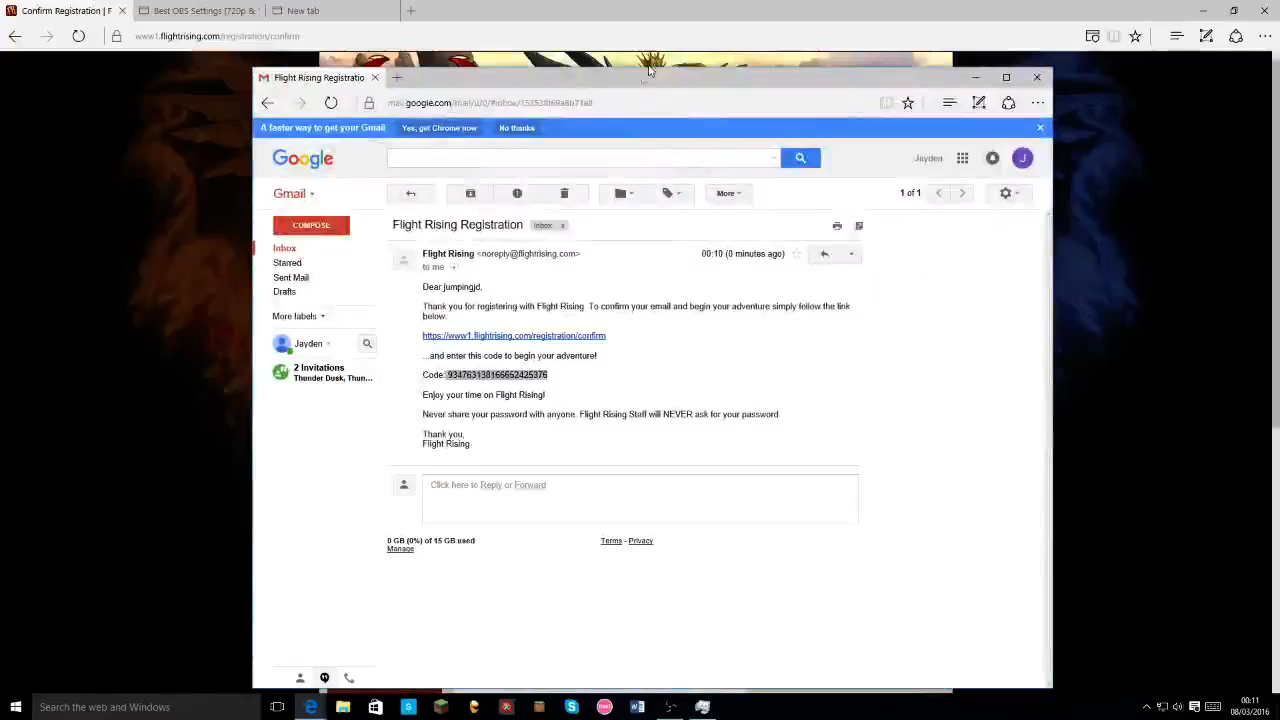 Confirm Registration | F
Best OBS Settings [720p &
New tab
www1.flightrising.com/registration/confirm
Flight Rising Registratio
mail.google.com/mail/u/0/#inbox/
A faster way to get your Gmail
Yes, get Chrome now
No thanks
Google
Jayden
J
Gmail
More
1 of 1
COMPOSE
Flight Rising Registration
Inbox x
Inbox
Flight Rising <noreply@flightrising.com>
00:10 (0 minutes ago)
Starred
to me
Sent Mail
Dear jumpingjd,
Drafts
Thank you for registering with Flight Rising. To confirm your email and begin your adventure simply follow the link
below.
More labels
https://www1.flightrising.com/registration/confirm
Jayden
...and enter this code to begin your adventure!
2 Invitations
Thunder Dusk, Thun...
Code: 934763138166652425376
Enjoy your time on Flight Rising!
Never share your password with anyone. Flight Rising Staff will NEVER ask for your password.
Thank you,
Flight Rising
Click here to Reply or Forward
0 GB (0%) of 15 GB used
Manage
Terms - Privacy
Search the web and Windows
00:11
08/03/2016